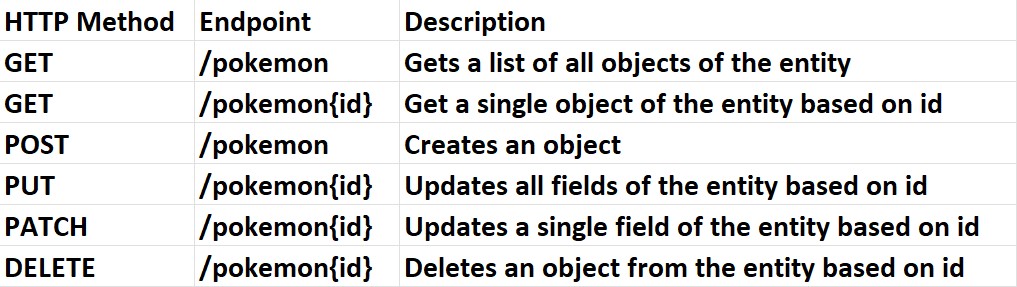 HTTP Method Endpoint Description
GET /pokemon Gets a list of all objects of the entity
GET /pokemon{id} Get a single object of the entity based on id
POST /pokemon Creates an object
PUT /pokemon{id} Updates all fields of the entity based on id
PATCH /pokemon{id} Updates a single field of the entity based on id
DELETE /pokemon{id} Deletes an object from the entity based on id